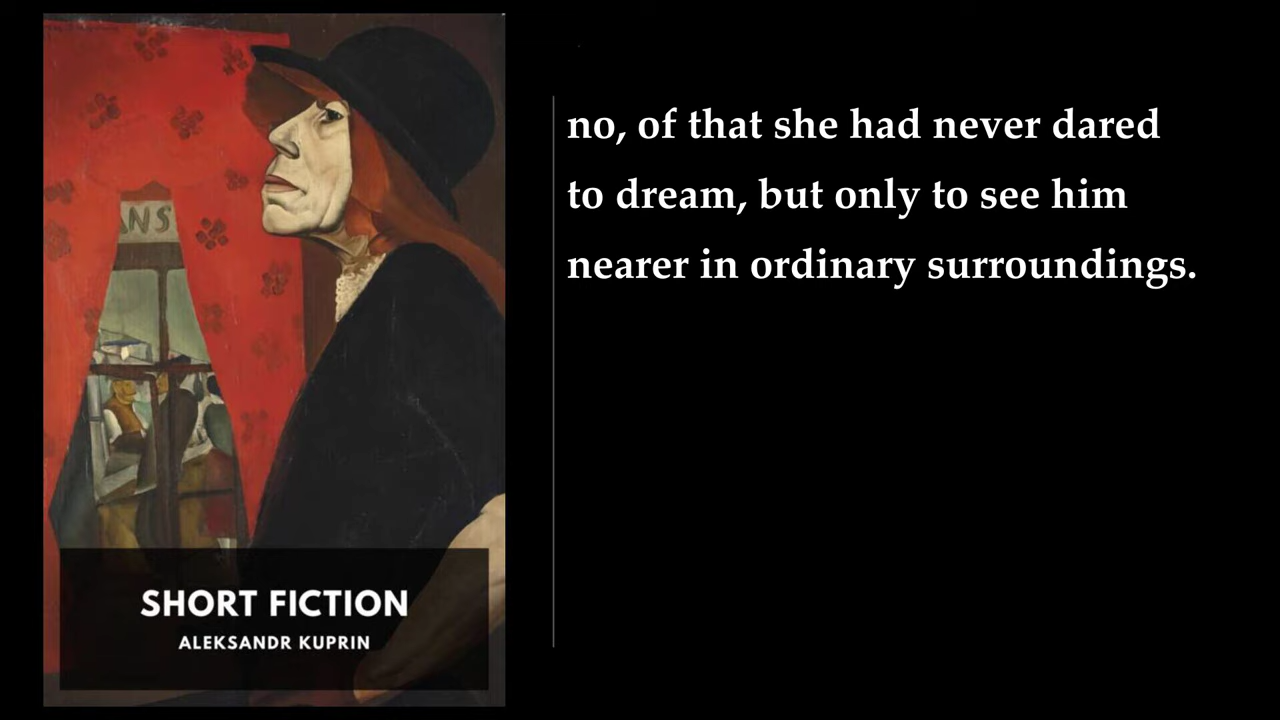 ANS
SHORT FICTION
ALEKSANDR KUPRIN
no, of that she had never dared
to dream, but only to see him
nearer in ordinary surroundings.